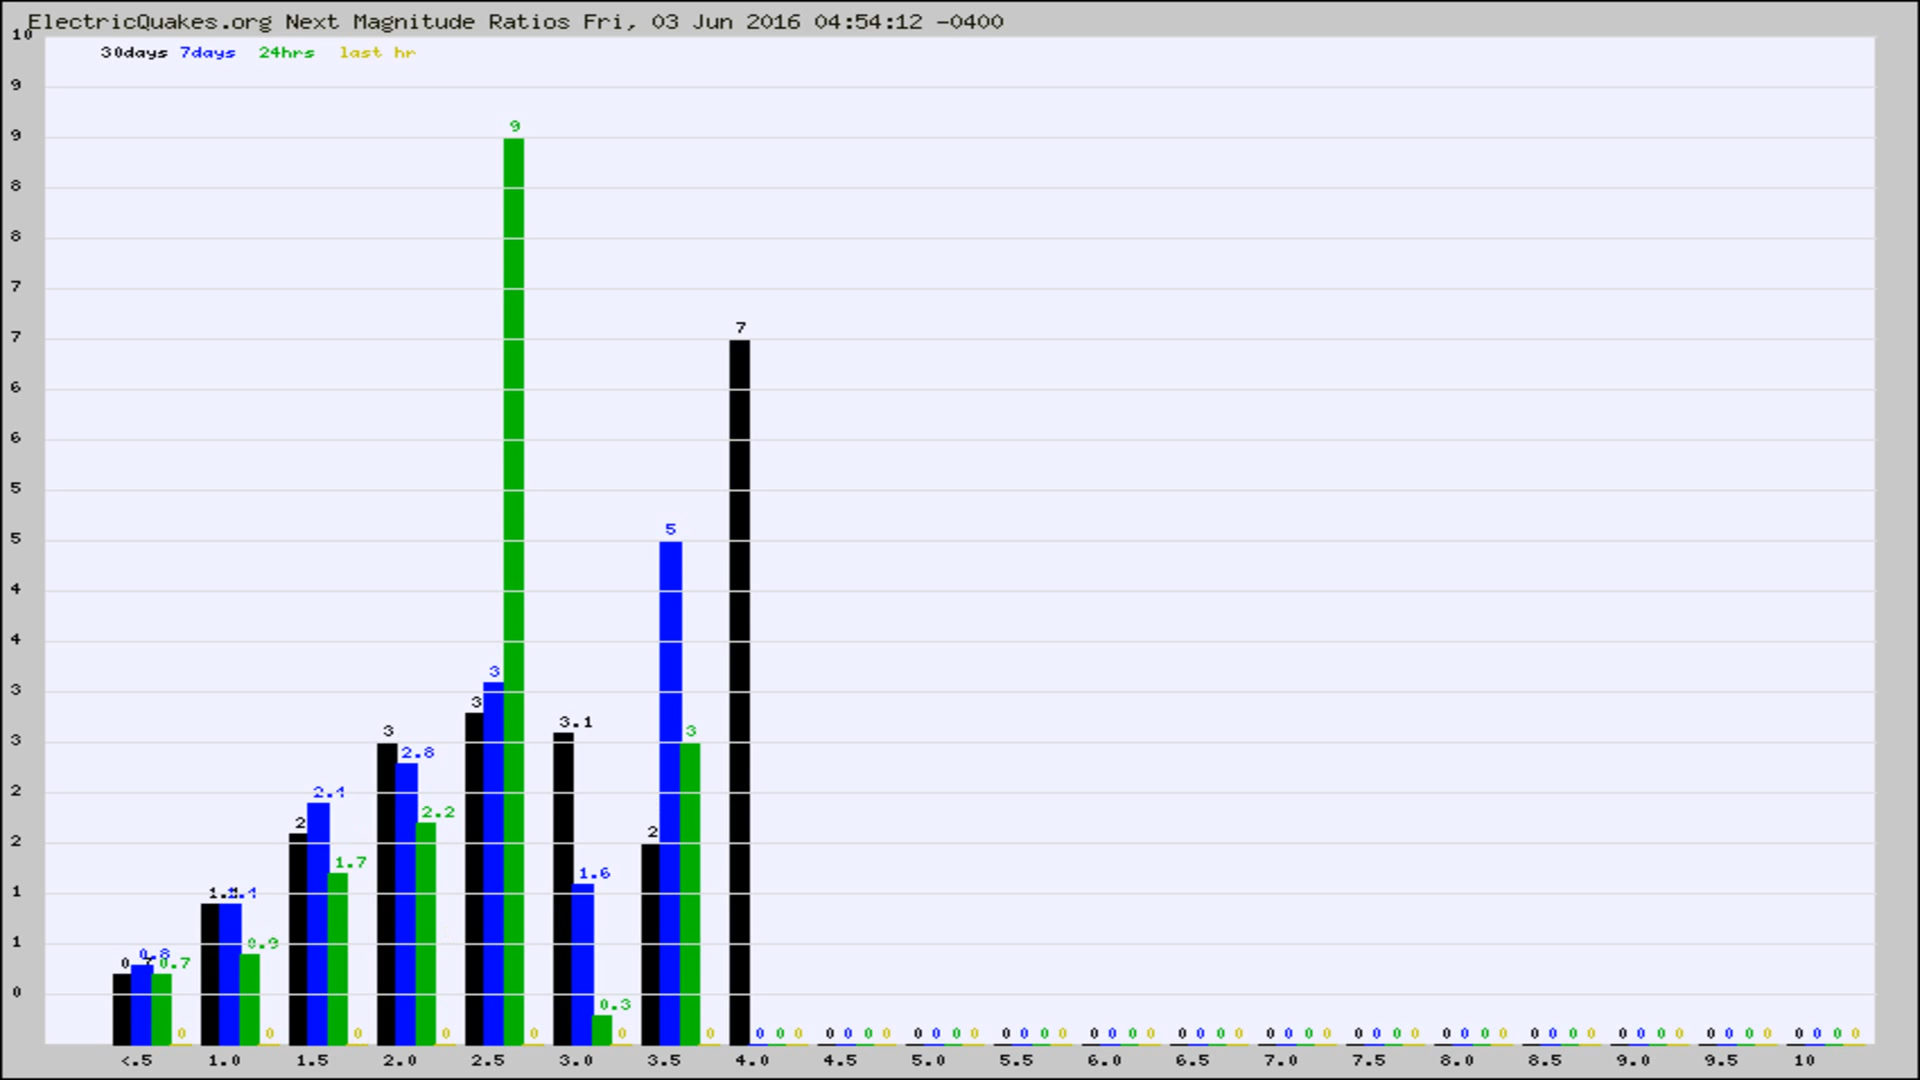 ElectricQuakes.org Next Magnitude Ratios Fri, 03 Jun 2016 04:54:12 -0400
10
30days 7days 24hrs last hr
9
9 9
8
8
7
7 7
6
6
5
5 5
4
4
3 3
3 3 3.1 3
3 2.8
2 2.4 2.2
2 2 2
1.7 1.6
1 1.4
1 0.9
0.8 0.7
0 0.3
0 0 0 0 0 0 0 0 0 0 0 0 0 0 0 0 0 0 0 0 0 0 0 0 0 0 0 0 0 0 0 0 0 0 0 0 0 0 0 0 0 0 0 0 0 0 0 0 0 0 0 0 0 0 0 0 0 0
<.5 1.0 1.5 2.0 2.5 3.0 3.5 4.0 4.5 5.0 5.5 6.0 6.5 7.0 7.5 8.0 8.5 9.0 9.5 10